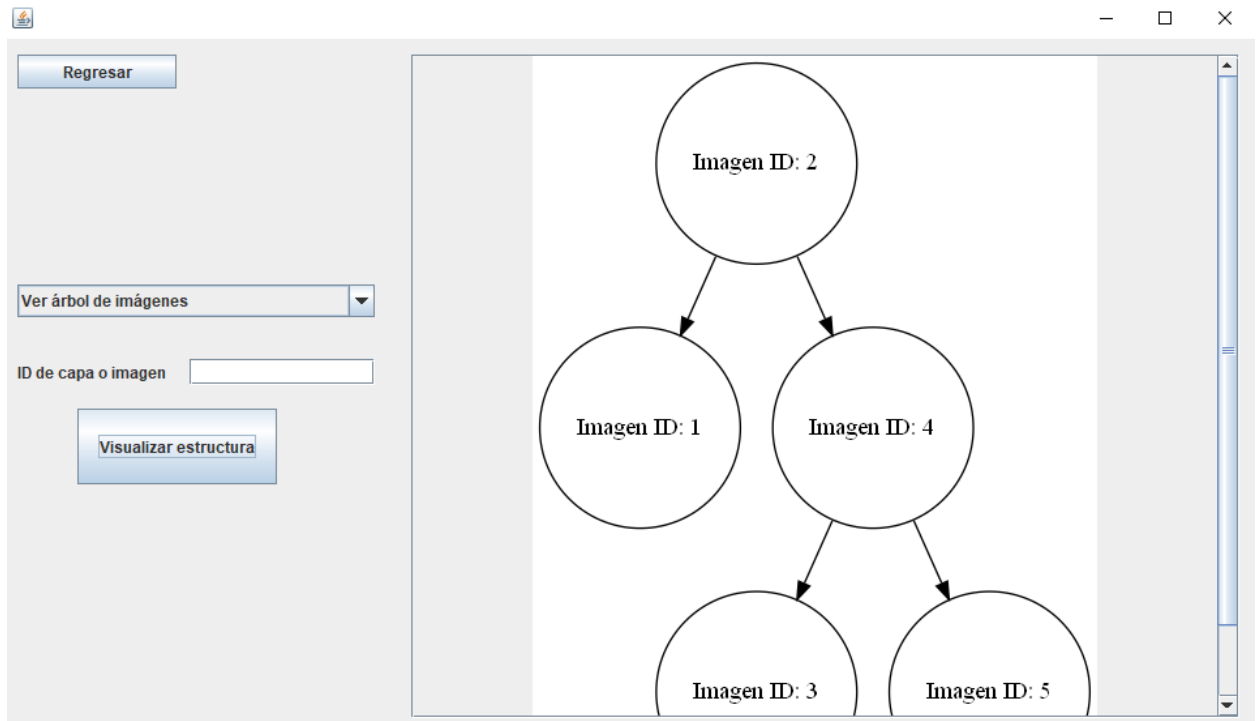 Regresar
Ver árbol de imágenes
ID de capa o imagen
Visualizar estructura
Imagen ID: 2
Imagen ID: 1
Imagen ID: 4
Imagen ID: 3
Imagen ID: 5